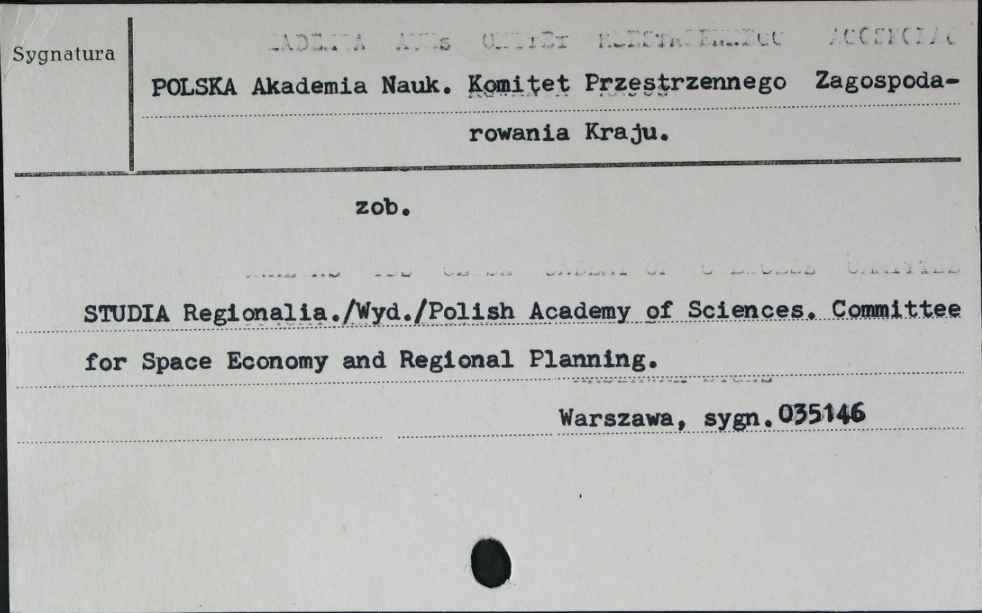 Sygnatura
POLSKA Akademia Nauk. Komitet Przestrzennego Zagospoda-
rowania Kraju.
zob.
STUDIA Regionalia./Wyd./Polish Academy of Sciences. Committee
for Space Economy and Regional Planning.
Warszawa, sygn. 035146